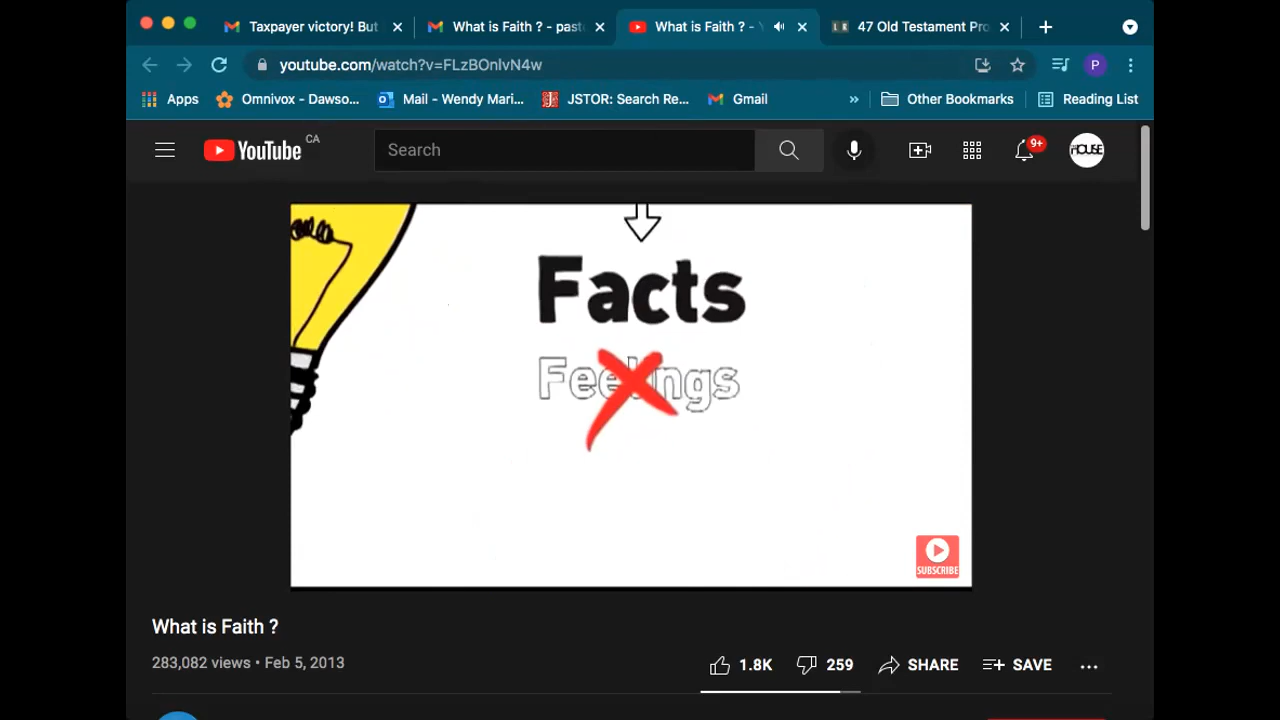 Taxpayer victory! But
What is Faith ? - past
What is Faith ? -
47 Old Testament Pro
youtube.com/watch?v=FLzBOnlvN4w
P
Apps
Omnivox - Dawso...
Mail - Wendy Mari...
JSTOR: Search Re...
Gmail
»
Other Bookmarks
Reading List
YouTube CA
Search
9+
HOUSE
Facts
Feelings
SUBSCRIBE
What is Faith ?
283,082 views • Feb 5, 2013
1.8K
259
SHARE
SAVE
...